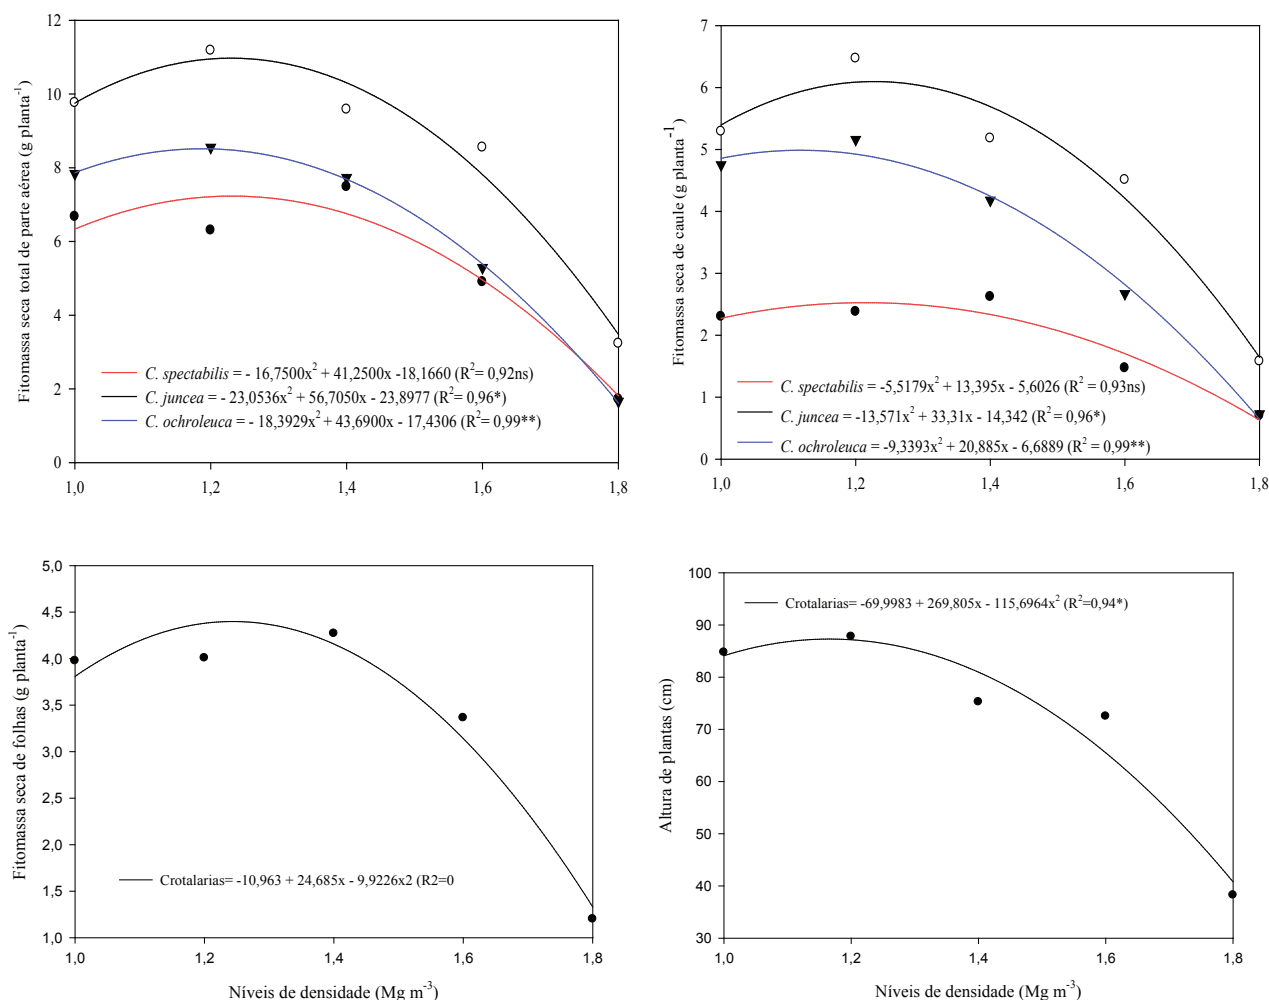 Fitomassa seca total de parte aérea (g planta-1)
12
10
8
6
4
2
0
C. spectabilis = - 16,7500x2 + 41,2500x -18,1660 (R2= 0,92ns)
C. juncea = - 23,0536x2 + 56,7050x - 23,8977 (R2= 0,96*)
C. ochroleuca = - 18,3929x2 + 43,6900x - 17,4306 (R2= 0,99**)
1,0 1,2 1,4 1,6 1,8
Fitomassa seca de caule (g planta-1)
7
6
5
4
3
2
1
0
C. spectabilis = -5,5179x2 + 13,395x - 5,6026 (R2 = 0,93ns)
C. juncea = -13,571x2 + 33,31x - 14,342 (R2 = 0,96*)
C. ochroleuca =-9,3393x2 + 20,885x - 6,6889 (R2 = 0,99**)
1,0 1,2 1,4 1,6 1,8
Fitomassa seca de folhas (g planta-1)
5,0
4,5
4,0
3,5
3,0
2,5
2,0
1,5
1,0
Crotalarias= -10,963 + 24,685x - 9,9226x2 (R2=0
1,0 1,2 1,4 1,6 1,8
Níveis de densidade (Mg m-3)
Altura de plantas (cm)
100
90
80
70
60
50
40
30
Crotalarias= -69,9983 + 269,805x - 115,6964x2 (R2=0,94*)
1,0 1,2 1,4 1,6 1,8
Níveis de densidade (Mg m-3)